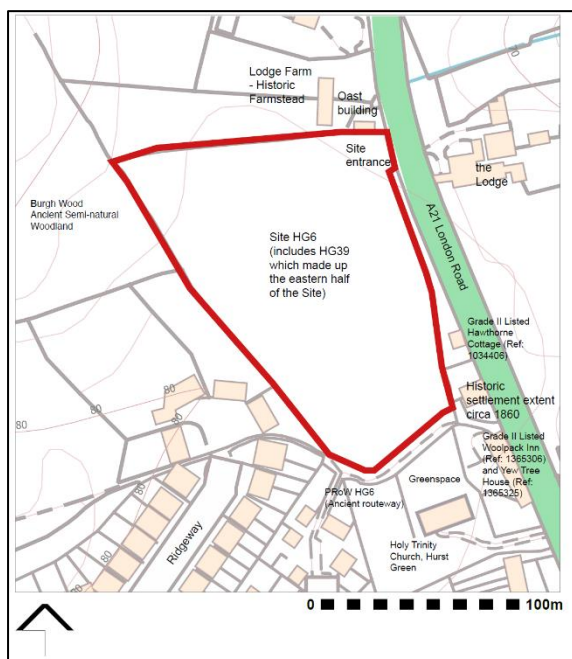 Lodge Farm
- Historic
Farmstead
Oast
building
70
Site
entrance
the
Lodge
Burgh Wood
Ancient Semi-natural
Woodland
A21 London Road
Site HG6
(includes HG39
which made up
the eastern half
of the Site)
Grade II Listed
Hawthorne
Cottage (Ref:
1034406)
Historic
settlement extent
circa 1860
80
80
80
Grade II Listed
Woolpack Inn
(Ref: 1365306)
and Yew Tree
House (Ref:
1365325)
Greenspace
PRoW HG6
(Ancient routeway)
Ridgeway
80
80
Holy Trinity
Church, Hurst
Green
0 100m